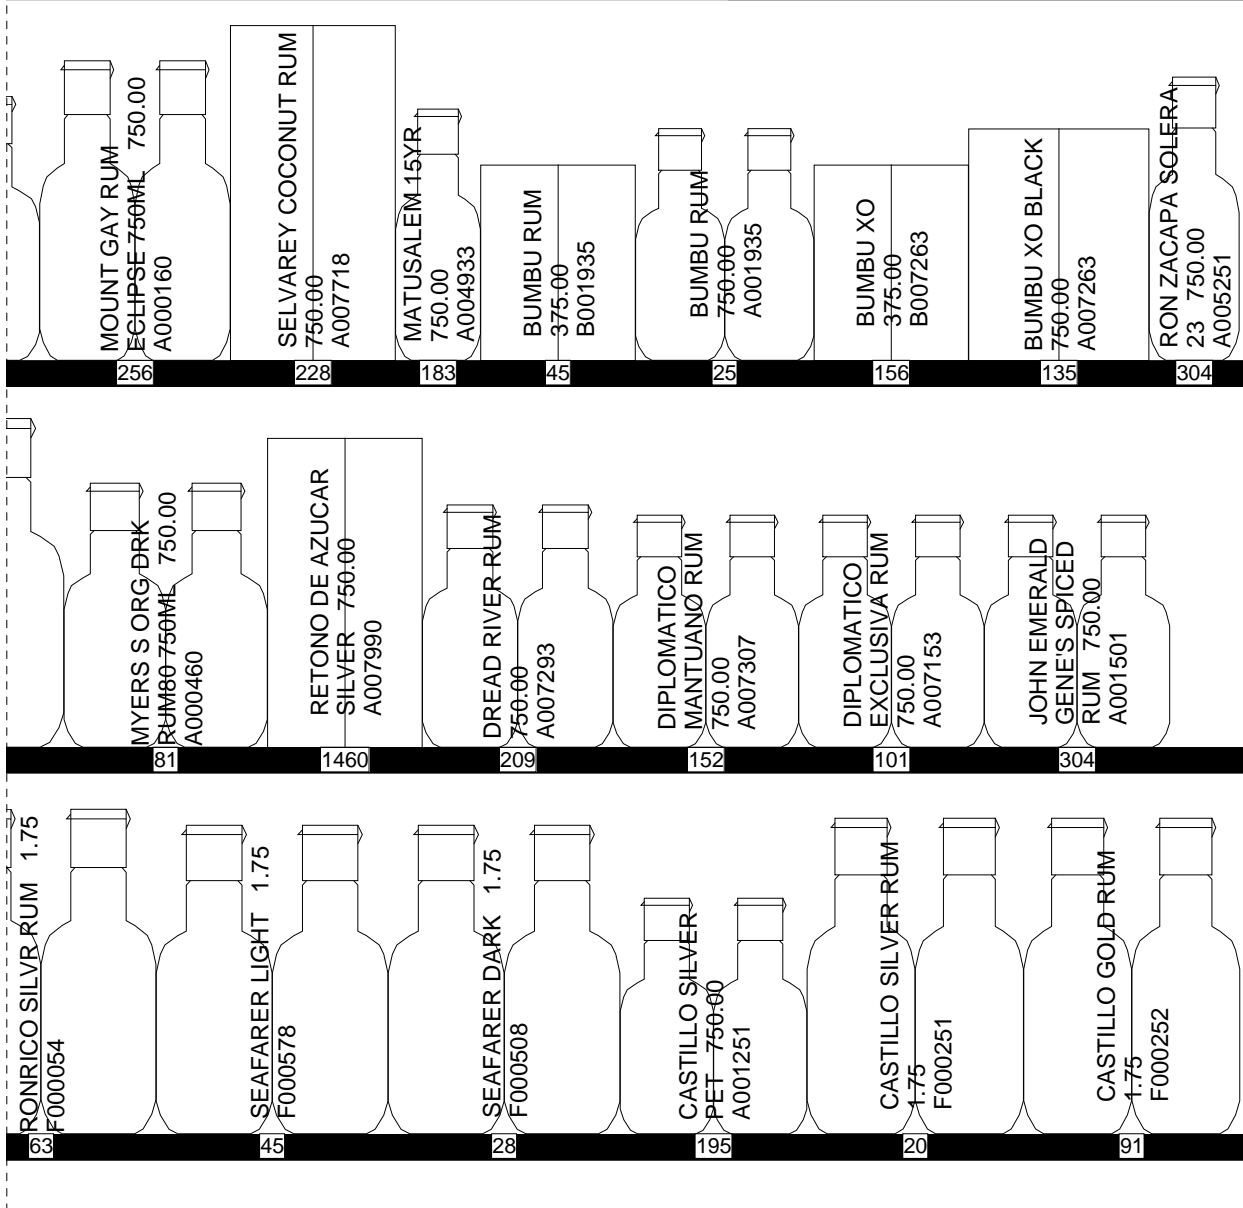 MOUNT GAY RUM
ECLIPSE 750ML 750.00
A000160
SELVAREY COCONUT RUM
750.00
A007718
MATUSALEM 15YR
750.00
A004933
BUMBU RUM
375.00
B001935
BUMBU RUM
750.00
A001935
BUMBU XO
375.00
B007263
BUMBU XO BLACK
750.00
A007263
RON ZACAPA SOLERA
23 750.00
A005251
256
228
183
45
25
156
135
304
MYERS S ORG DRK
RUM80 750ML 750.00
A000460
RETONO DE AZUCAR
SILVER 750.00
A007990
DREAD RIVER RUM
750.00
A007293
DIPLOMATICO
MANTUANO RUM
750.00
A007307
DIPLOMATICO
EXCLUSIVA RUM
750.00
A007153
JOHN EMERALD
GENE'S SPICED
RUM 750.00
A001501
81
1460
209
152
101
304
RONRICO SILVR RUM 1.75
F000054
SEAFARER LIGHT 1.75
F000578
SEAFARER DARK 1.75
F000508
CASTILLO SILVER
PET 750.00
A001251
CASTILLO SILVER RUM
1.75
F000251
CASTILLO GOLD RUM
1.75
F000252
63
45
28
195
20
91